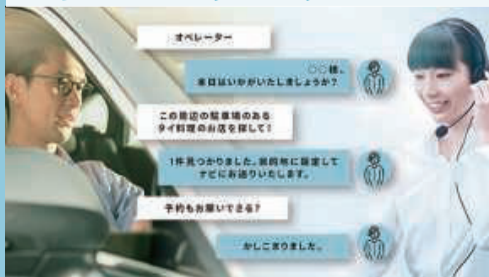 オペレーター
○○様、
本日はいかがいたしましょうか？
この周辺の駐車場のある
タイ料理のお店を探して！
1件見つかりました。目的地に設定して
ナビにお送りいたします。
予約もお願いできる？
かしこまりました。